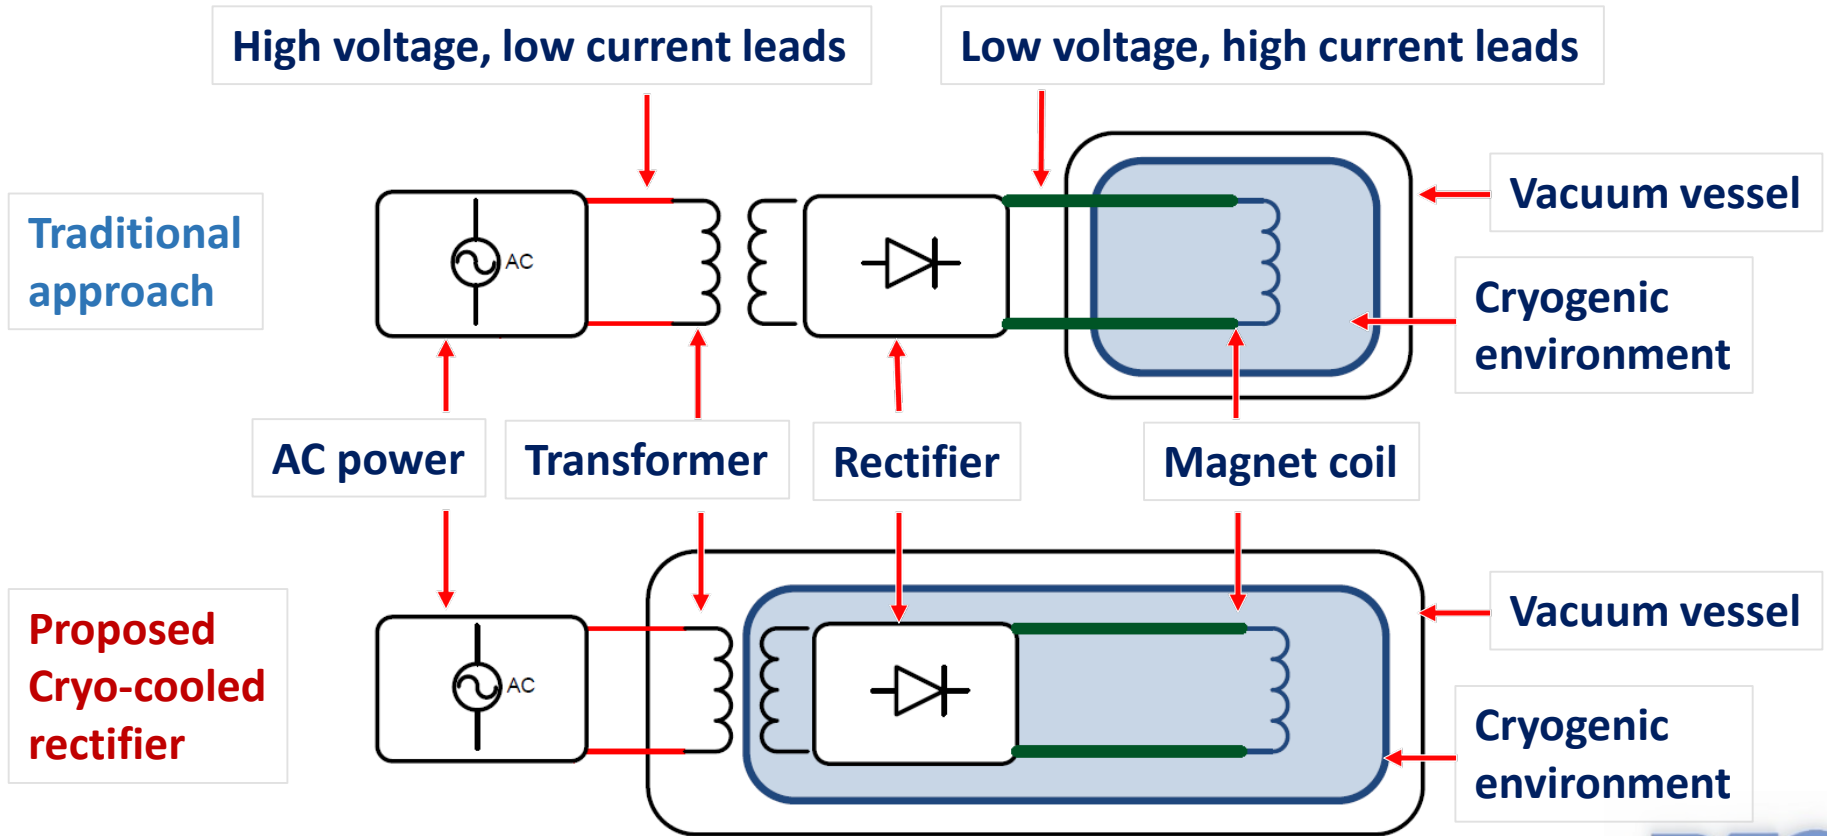 High voltage, low current leads
Low voltage, high current leads
Traditional
approach
AC
Vacuum vessel
Cryogenic
environment
AC power
Transformer
Rectifier
Magnet coil
Proposed
Cryo-cooled
rectifier
AC
Vacuum vessel
Cryogenic
environment